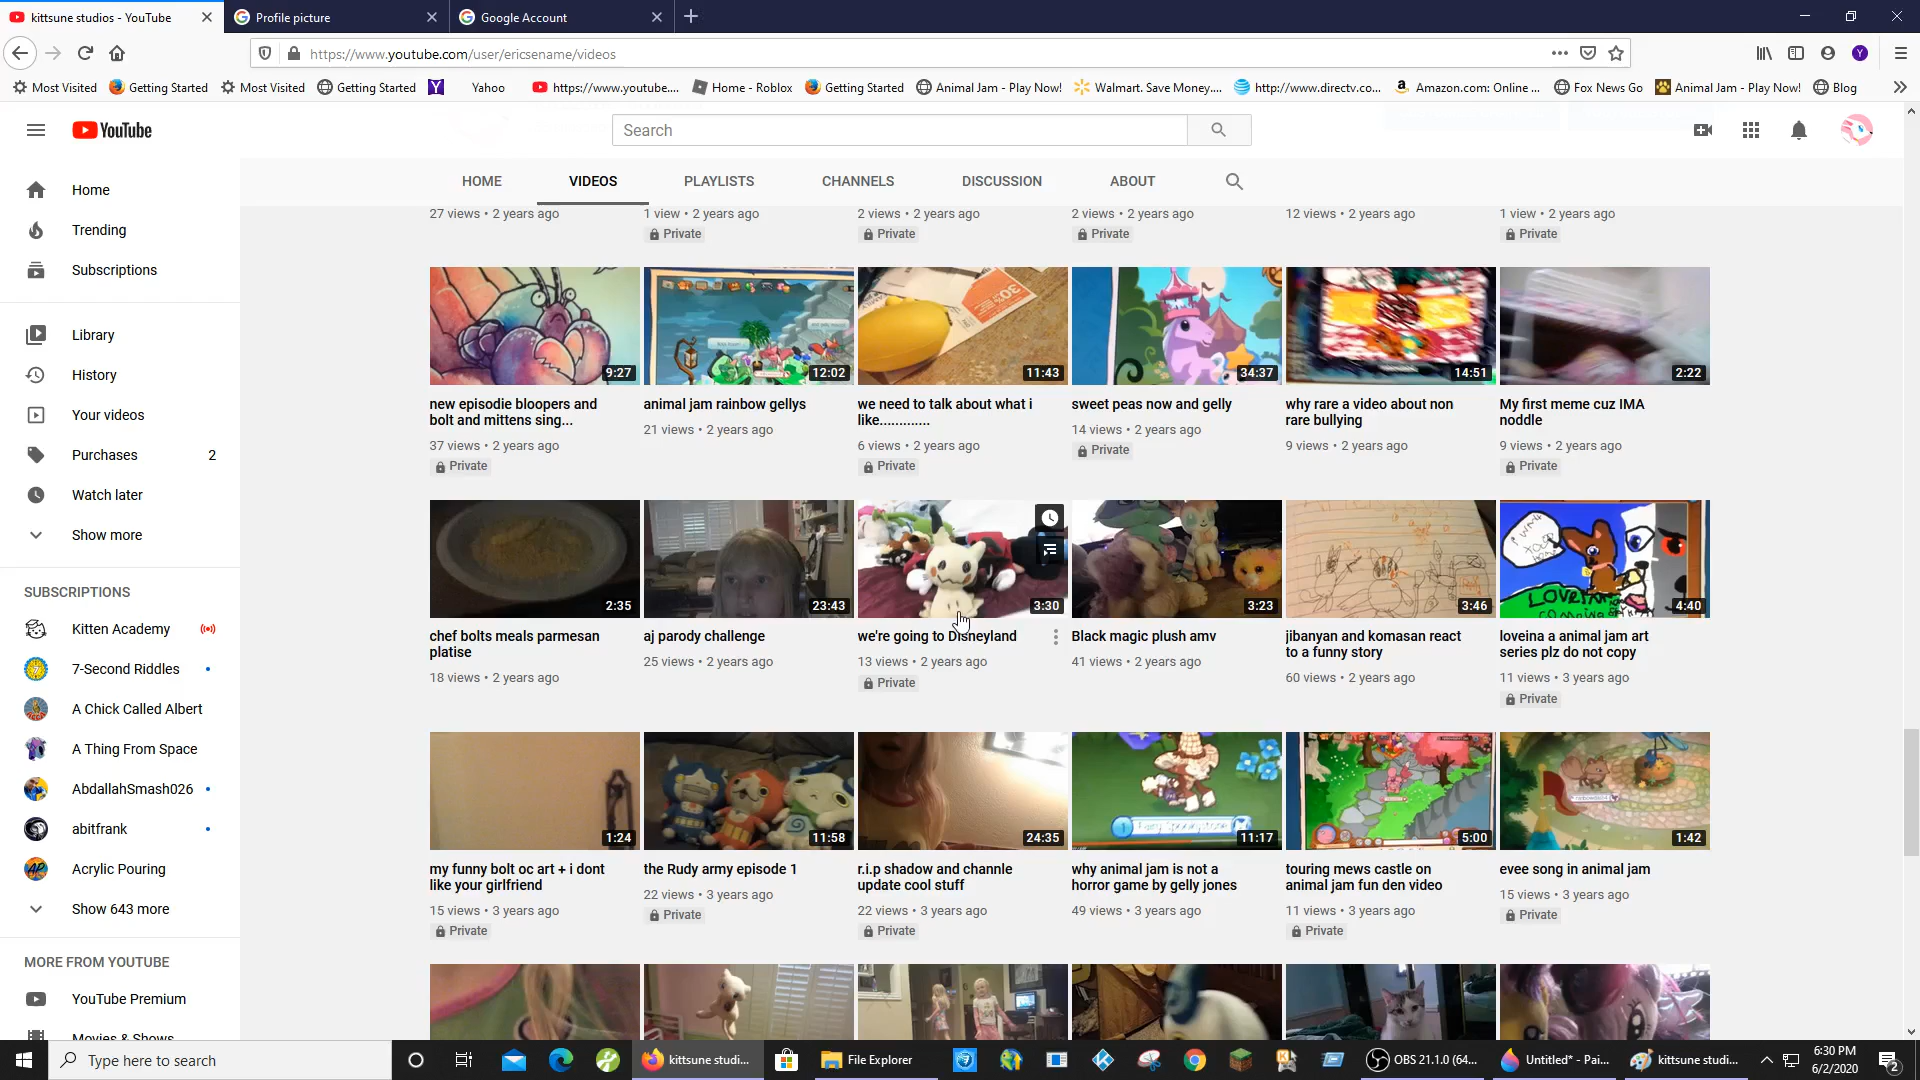 kittsune studios - YouTube
Profile picture
Google Account
https://www.youtube.com/user/ericsename/videos
Most Visited
Getting Started
Most Visited
Getting Started
Yahoo
https://www.youtube....
Home - Roblox
Getting Started
Animal Jam - Play Now!
Walmart. Save Money....
http://www.directv.co...
Amazon.com: Online ...
Fox News Go
Animal Jam - Play Now!
Blog
YouTube
Search
HOME
VIDEOS
PLAYLISTS
CHANNELS
DISCUSSION
ABOUT
Home
Trending
Subscriptions
Library
History
Your videos
Purchases 2
Watch later
Show more
SUBSCRIPTIONS
Kitten Academy
7-Second Riddles
A Chick Called Albert
A Thing From Space
AbdallahSmash026
abitfrank
Acrylic Pouring
Show 643 more
MORE FROM YOUTUBE
YouTube Premium
Movies & Shows
27 views • 2 years ago
1 view • 2 years ago
Private
2 views • 2 years ago
Private
2 views • 2 years ago
Private
12 views • 2 years ago
1 view • 2 years ago
Private
9:27
new episodie bloopers and
bolt and mittens sing...
37 views • 2 years ago
Private
12:02
animal jam rainbow gellys
21 views • 2 years ago
30%
11:43
we need to talk about what i
like.............
6 views • 2 years ago
Private
34:37
sweet peas now and gelly
14 views • 2 years ago
Private
14:51
why rare a video about non
rare bullying
9 views • 2 years ago
2:22
My first meme cuz IMA
noddle
9 views • 2 years ago
Private
2:35
chef bolts meals parmesan
platise
18 views • 2 years ago
23:43
aj parody challenge
25 views • 2 years ago
3:30
we're going to Disneyland
13 views • 2 years ago
Private
3:23
Black magic plush amv
41 views • 2 years ago
3:46
jibanyan and komasan react
to a funny story
60 views • 2 years ago
4:40
loveina a animal jam art
series plz do not copy
11 views • 3 years ago
Private
1:24
my funny bolt oc art + i dont
like your girlfriend
15 views • 3 years ago
Private
11:58
the Rudy army episode 1
22 views • 3 years ago
Private
24:35
r.i.p shadow and channle
update cool stuff
22 views • 3 years ago
Private
11:17
why animal jam is not a
horror game by gelly jones
49 views • 3 years ago
5:00
touring mews castle on
animal jam fun den video
11 views • 3 years ago
Private
1:42
evee song in animal jam
15 views • 3 years ago
Private
Type here to search
kittsune studi...
File Explorer
OBS 21.1.0 (64...
Untitled* - Pai...
kittsune studi...
6:30 PM
6/2/2020
2